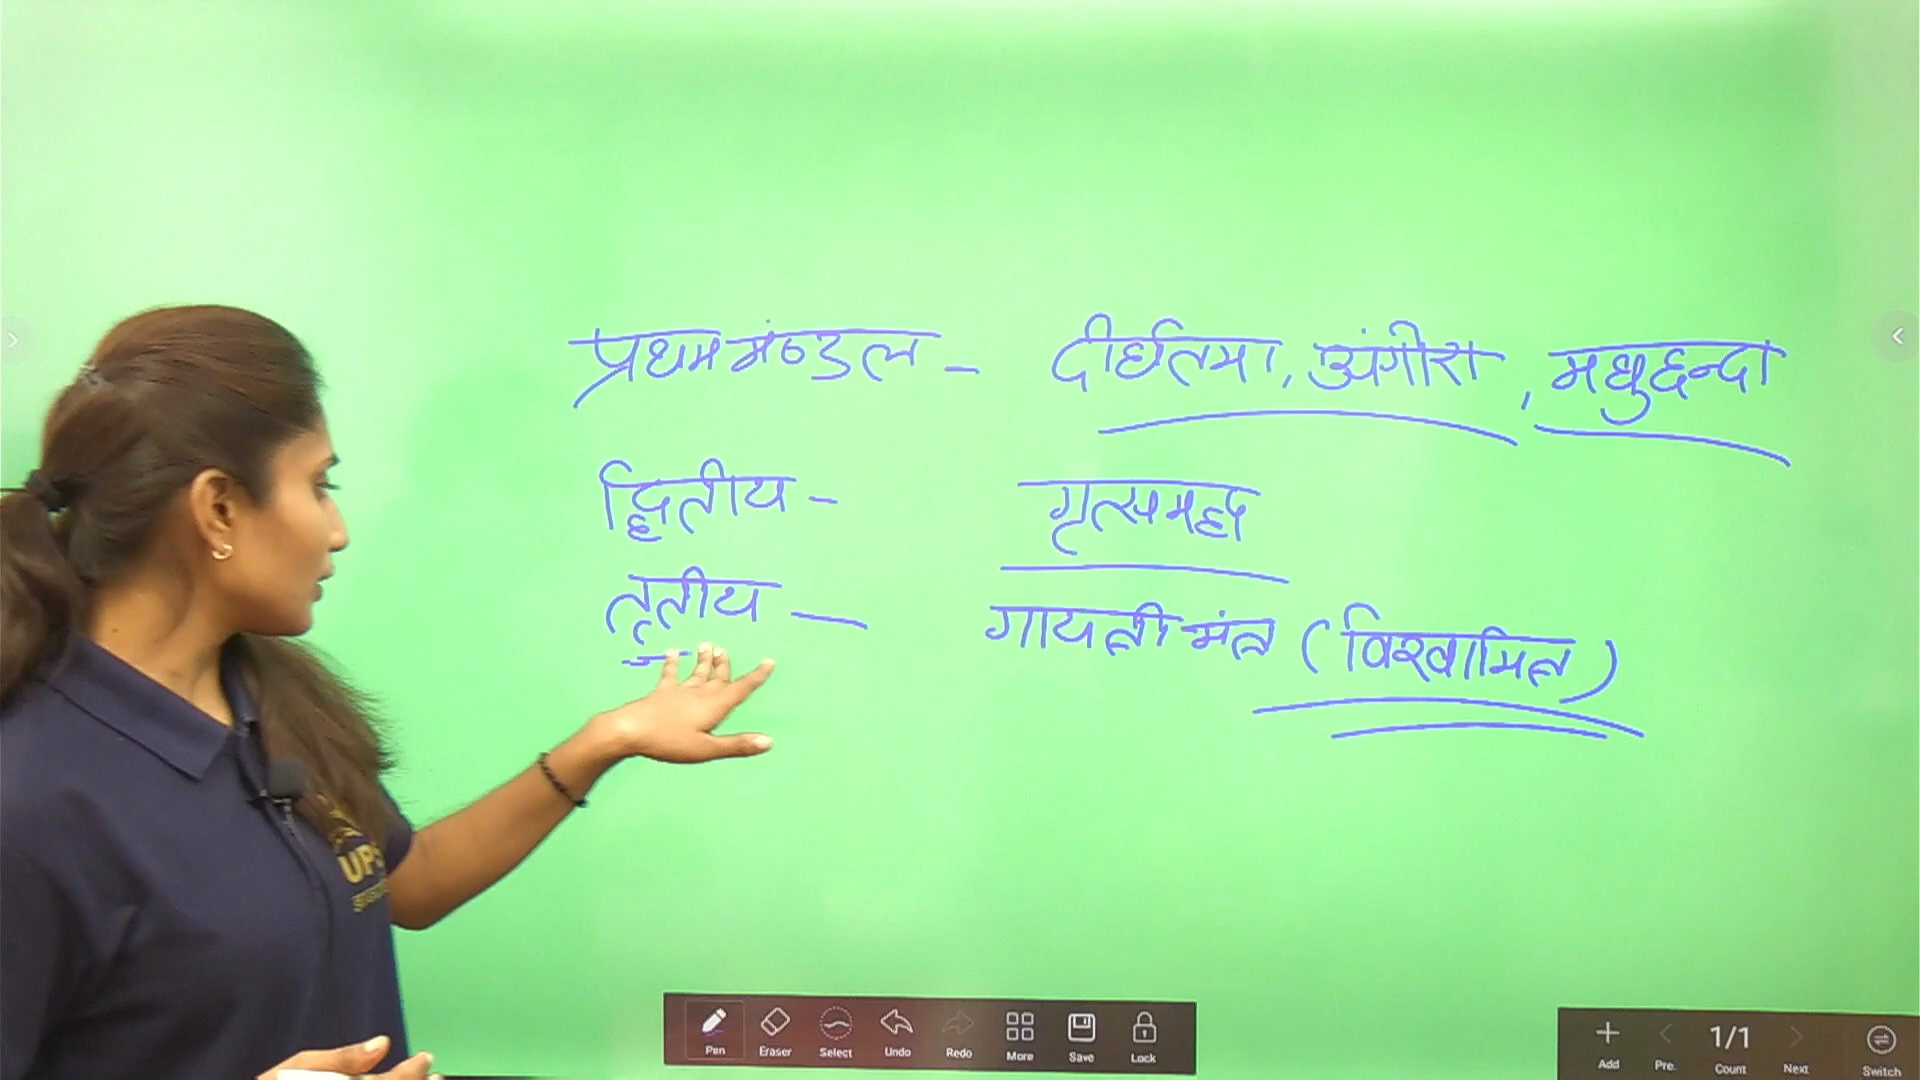 प्रथम मंण्डल - दीर्घतमा, अंगीरा, मधुछन्दा
द्वितीय - गृत्समद
तृतीय - गायत्री मंत्र (विश्वामित्र)
UPS
Pen Eraser Select Undo Redo More Save Lock
1/1
Add Pre. Count Next Switch